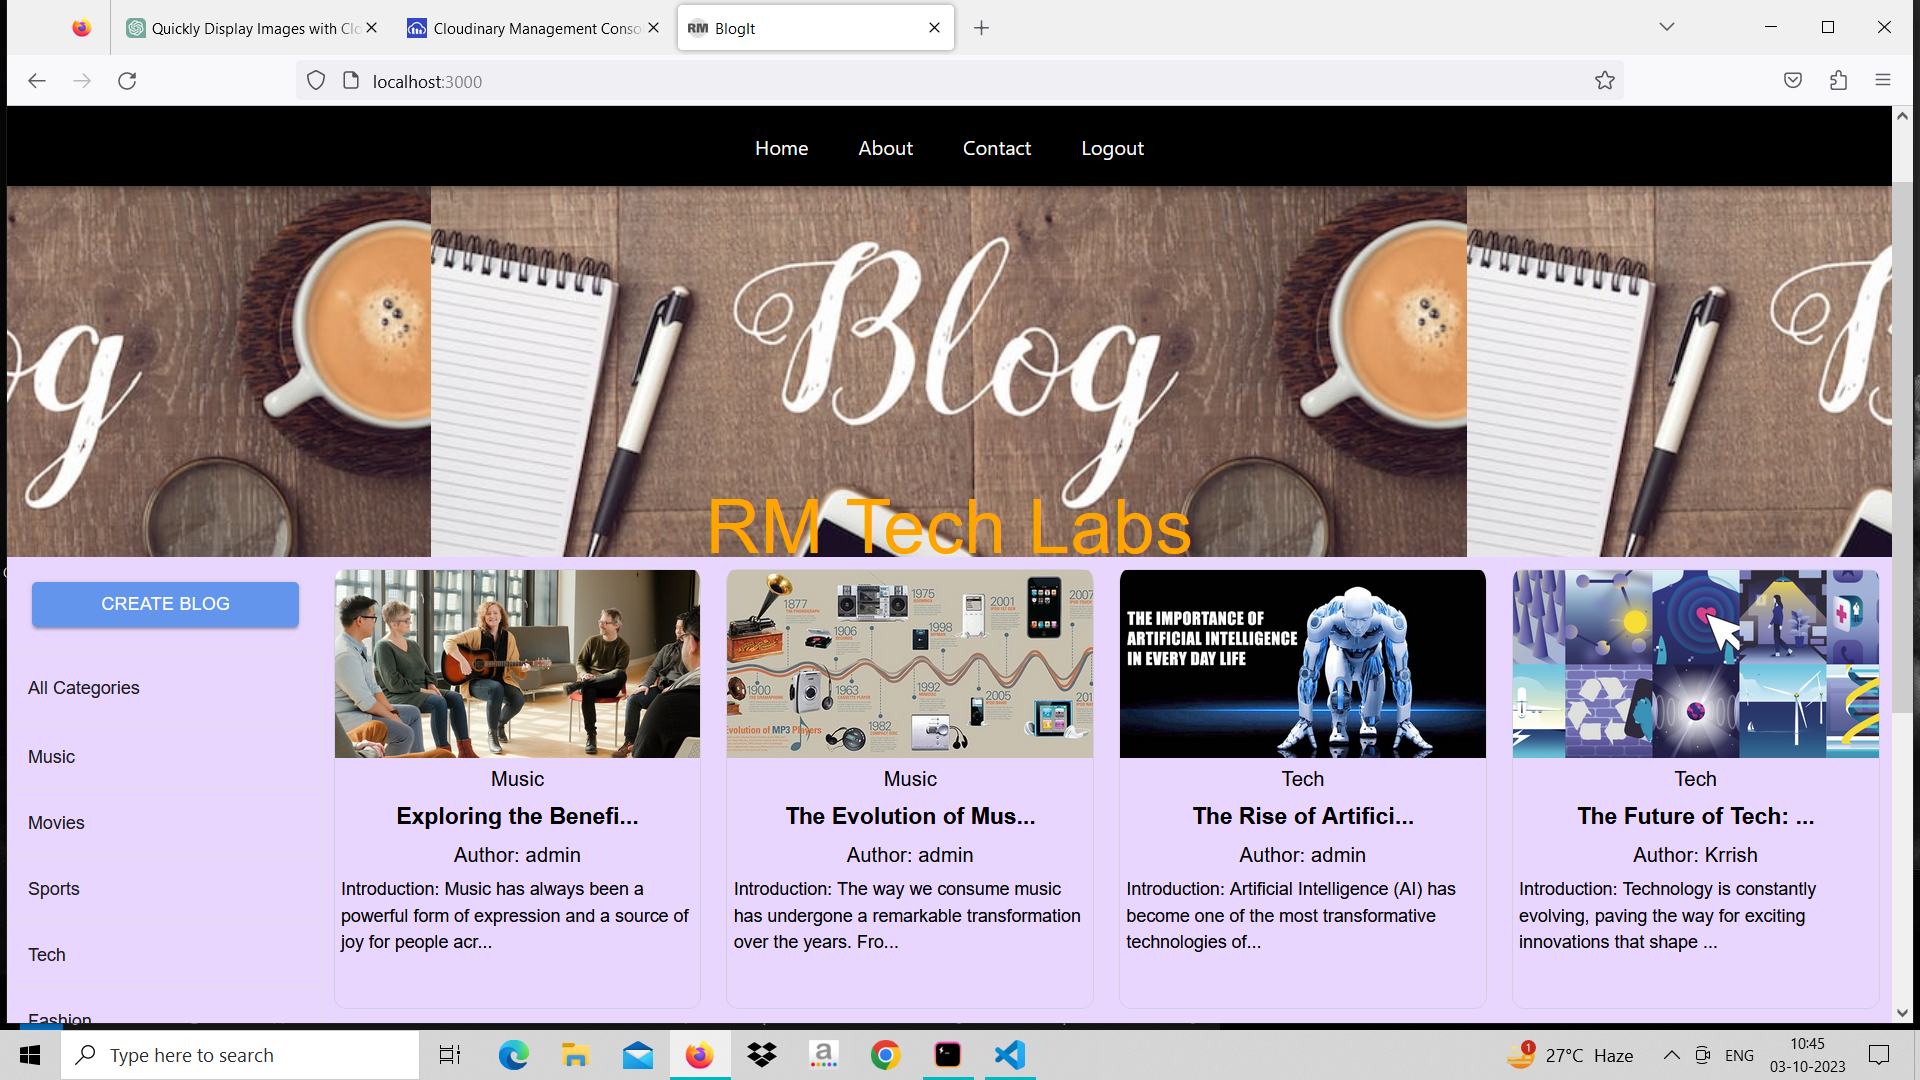 Quickly Display Images with Clo
Cloudinary Management Conso
RM BlogIt
localhost:3000
Home About Contact Logout
og
Blog
B
RM Tech Labs
CREATE BLOG
All Categories
Music
Movies
Sports
Tech
Fashion
1877
1975
2001
2007
1906
1998
1900
1963
1992
2005
1982
Evolution of MP3 Players
Music
Exploring the Benefi...
Author: admin
Introduction: Music has always been a
powerful form of expression and a source of
joy for people acr...
Music
The Evolution of Mus...
Author: admin
Introduction: The way we consume music
has undergone a remarkable transformation
over the years. Fro...
THE IMPORTANCE OF
ARTIFICIAL INTELLIGENCE
IN EVERY DAY LIFE
Tech
The Rise of Artifici...
Author: admin
Introduction: Artificial Intelligence (AI) has
become one of the most transformative
technologies of...
Tech
The Future of Tech: ...
Author: Krrish
Introduction: Technology is constantly
evolving, paving the way for exciting
innovations that shape ...
Type here to search
a
1
27°C Haze
ENG
10:45
03-10-2023